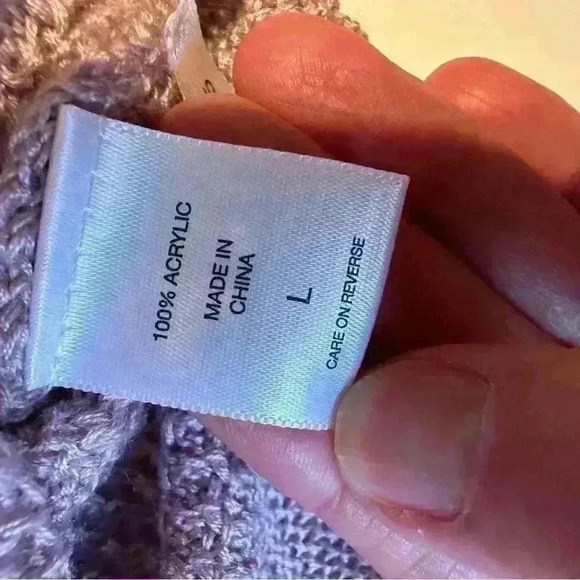 100% ACRYLIC
MADE IN
CHINA
L
CARE ON REVERSE